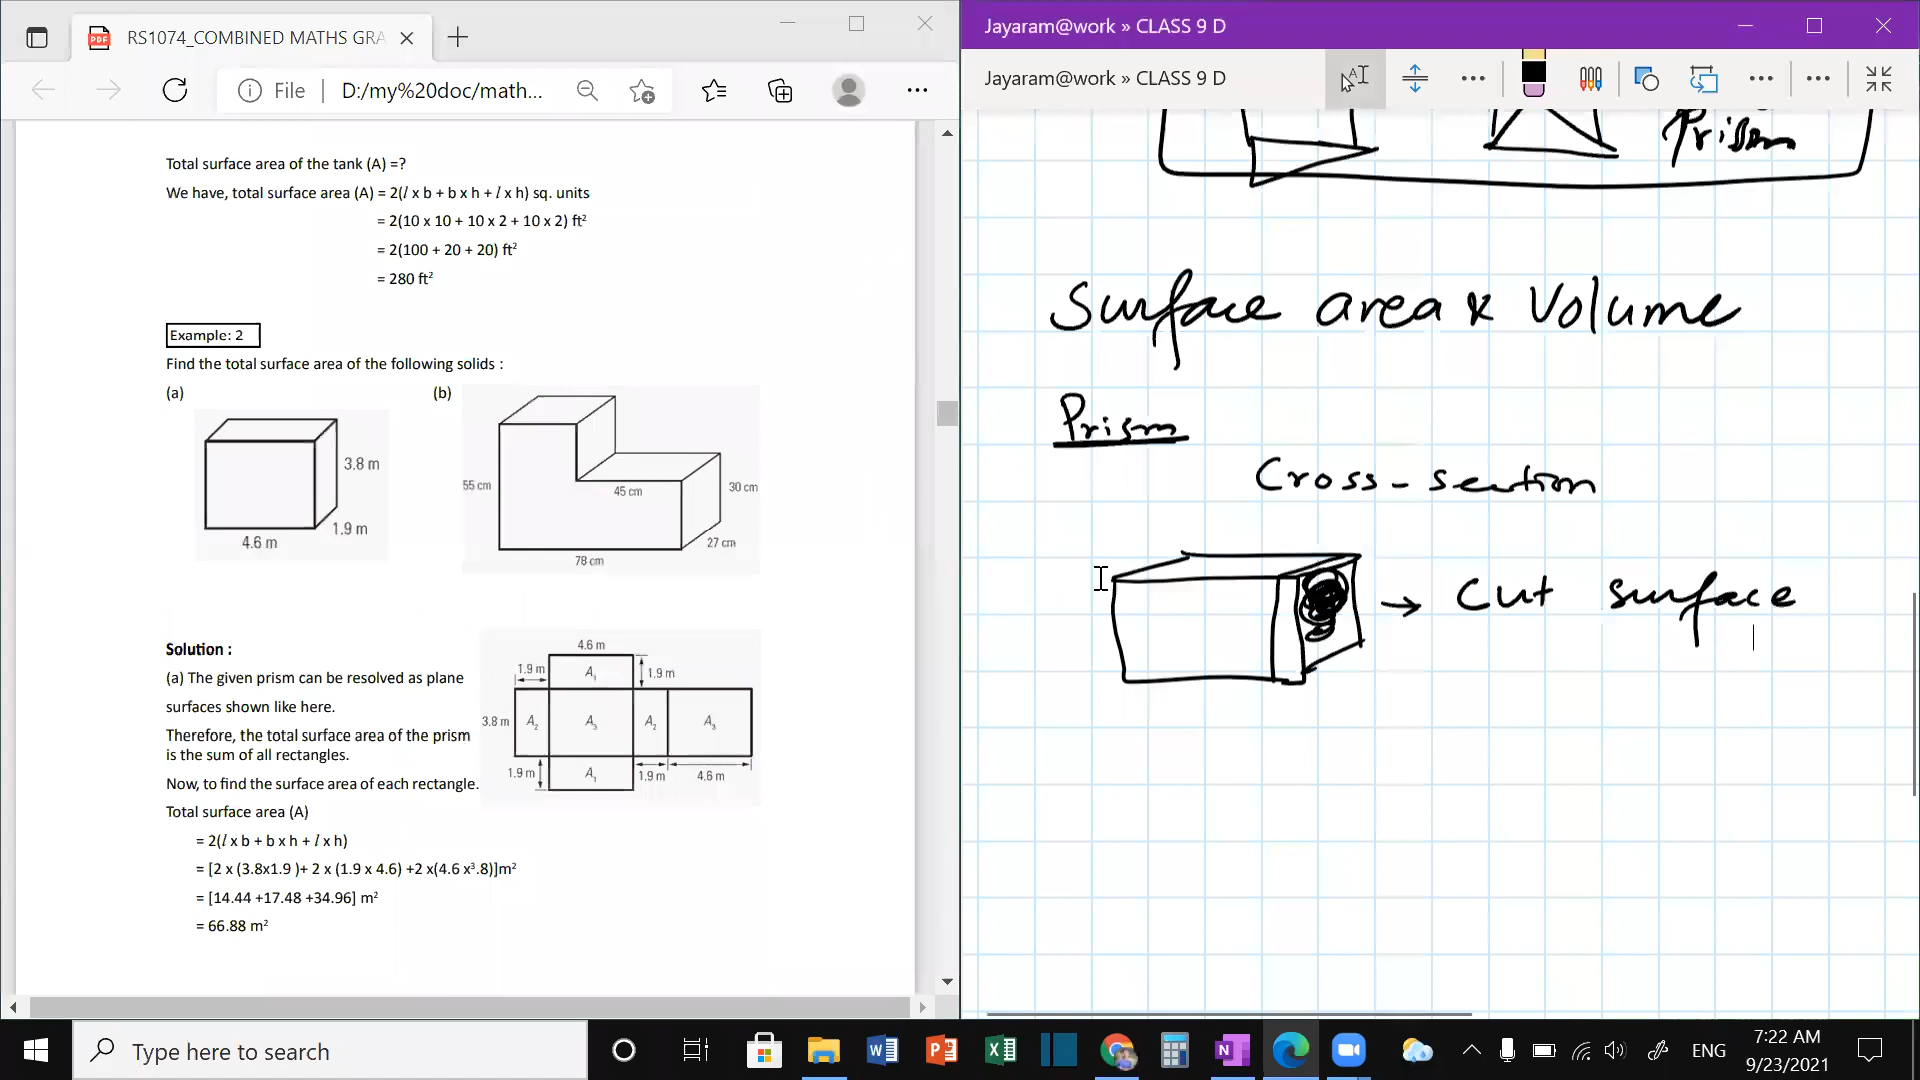 RS1074_COMBINED MATHS GRA
File
D:/my%20doc/math...
Total surface area of the tank (A) =?
We have, total surface area (A) = 2(l x b + b x h + l x h) sq. units
= 2(10 x 10 + 10 x 2 + 10 x 2) ft²
= 2(100 + 20 + 20) ft²
= 280 ft²
Example: 2
Find the total surface area of the following solids :
(a)
(b)
3.8 m
1.9 m
4.6 m
55 cm
45 cm
30 cm
27 cm
78 cm
Solution :
(a) The given prism can be resolved as plane
surfaces shown like here.
Therefore, the total surface area of the prism
is the sum of all rectangles.
Now, to find the surface area of each rectangle.
4.6 m
1.9 m
A₁
1.9 m
3.8 m
A₂
A₃
A₂
A₃
1.9 m
A₁
1.9 m
4.6 m
Total surface area (A)
= 2(l x b + b x h + l x h)
= [2 x (3.8x1.9 )+ 2 x (1.9 x 4.6) +2 x(4.6 x³.8)]m²
= [14.44 +17.48 +34.96] m²
= 66.88 m²
Jayaram@work » CLASS 9 D
Jayaram@work » CLASS 9 D
Prism
Surface area & Volume
Prism
Cross-section
→ Cut surface
Type here to search
ENG
7:22 AM
9/23/2021